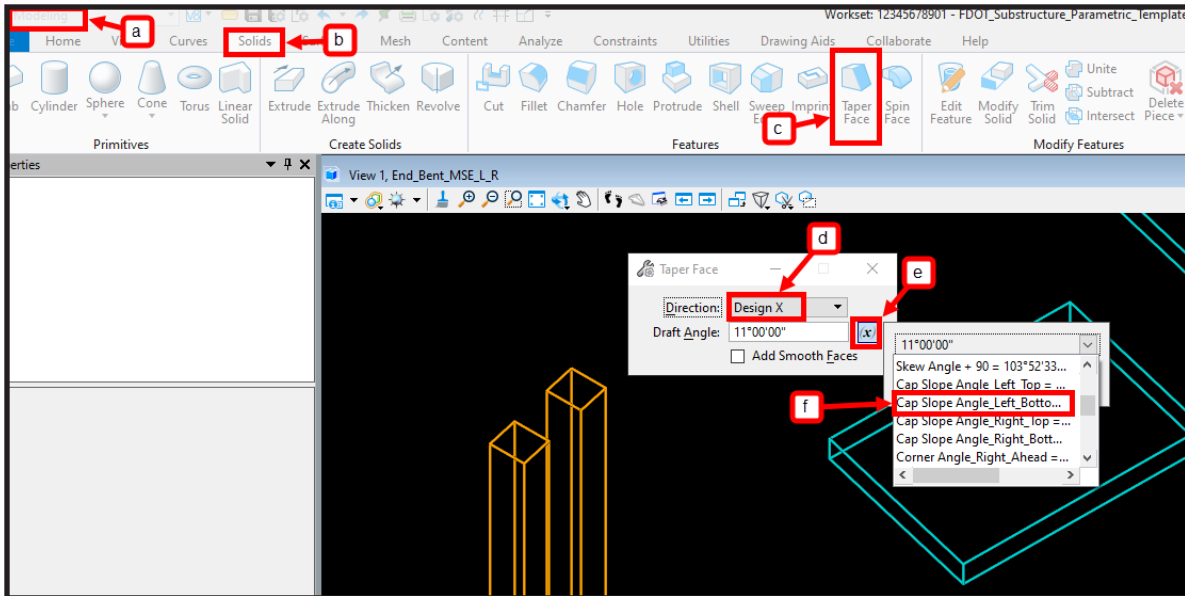 Modeling
a
Workset: 12345678901 - FDOT_Substructure_Parametric_Template
Home
Curves
Solids
b
Mesh
Content
Analyze
Constraints
Utilities
Drawing Aids
Collaborate
Help
Cylinder
Sphere
Cone
Torus
Linear Solid
Extrude
Extrude Along
Thicken
Revolve
Cut
Fillet
Chamfer
Hole
Protrude
Shell
Sweep
Imprint
Taper Face
Spin Face
Edit Feature
Modify Solid
Trim Solid
Unite
Subtract
Intersect
Delete Piece
c
Primitives
Create Solids
Features
Modify Features
erties
View 1, End_Bent_MSE_L_R
d
Taper Face
e
Direction: Design X
Draft Angle: 11°00'00" (x)
Add Smooth Faces
11°00'00"
Skew Angle + 90 = 103°52'33...
Cap Slope Angle_Left_Top = ...
f
Cap Slope Angle_Left_Botto...
Cap Slope Angle_Right_Top =...
Cap Slope Angle_Right_Bott...
Corner Angle_Right_Ahead =...